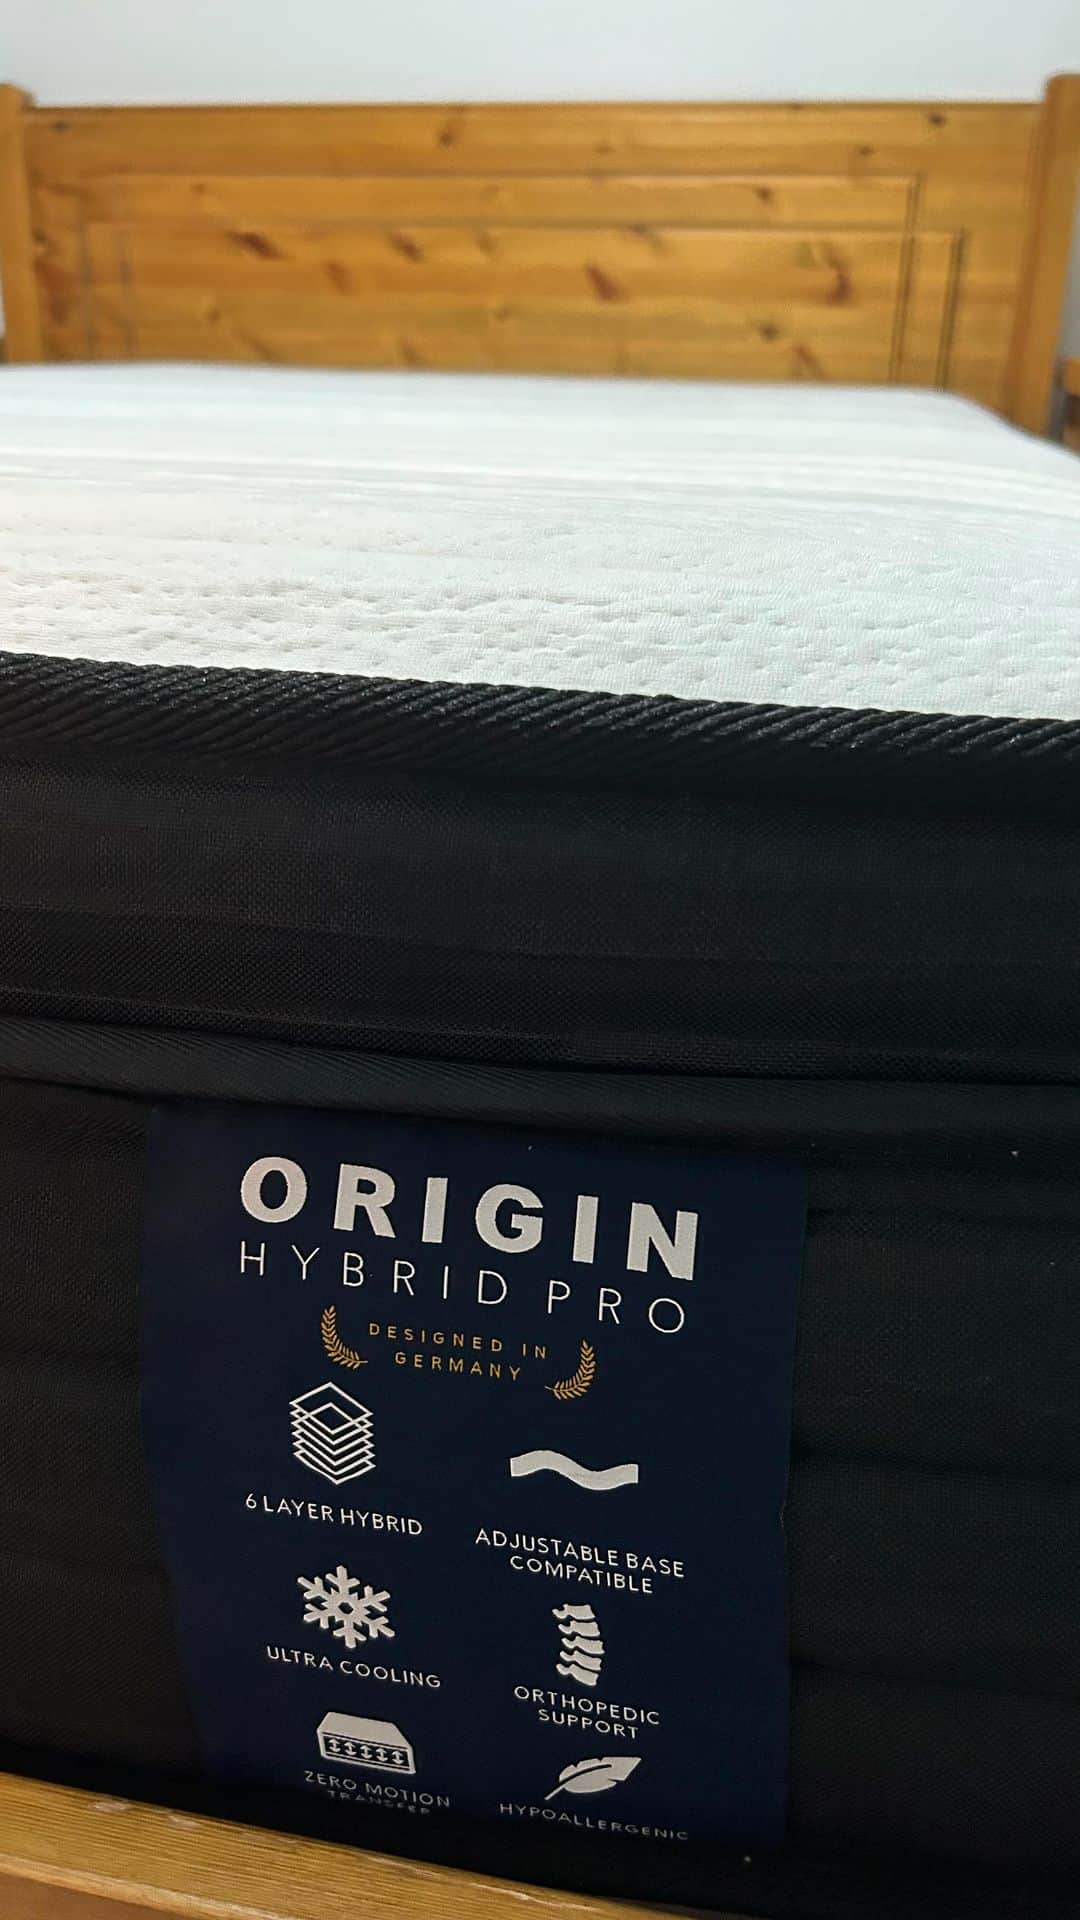 ORIGIN
HYBRID PRO
DESIGNED IN
GERMANY
6 LAYER HYBRID
ADJUSTABLE BASE
COMPATIBLE
ULTRA COOLING
ORTHOPEDIC
SUPPORT
ZERO MOTION
TRANSFER
HYPOALLERGENIC